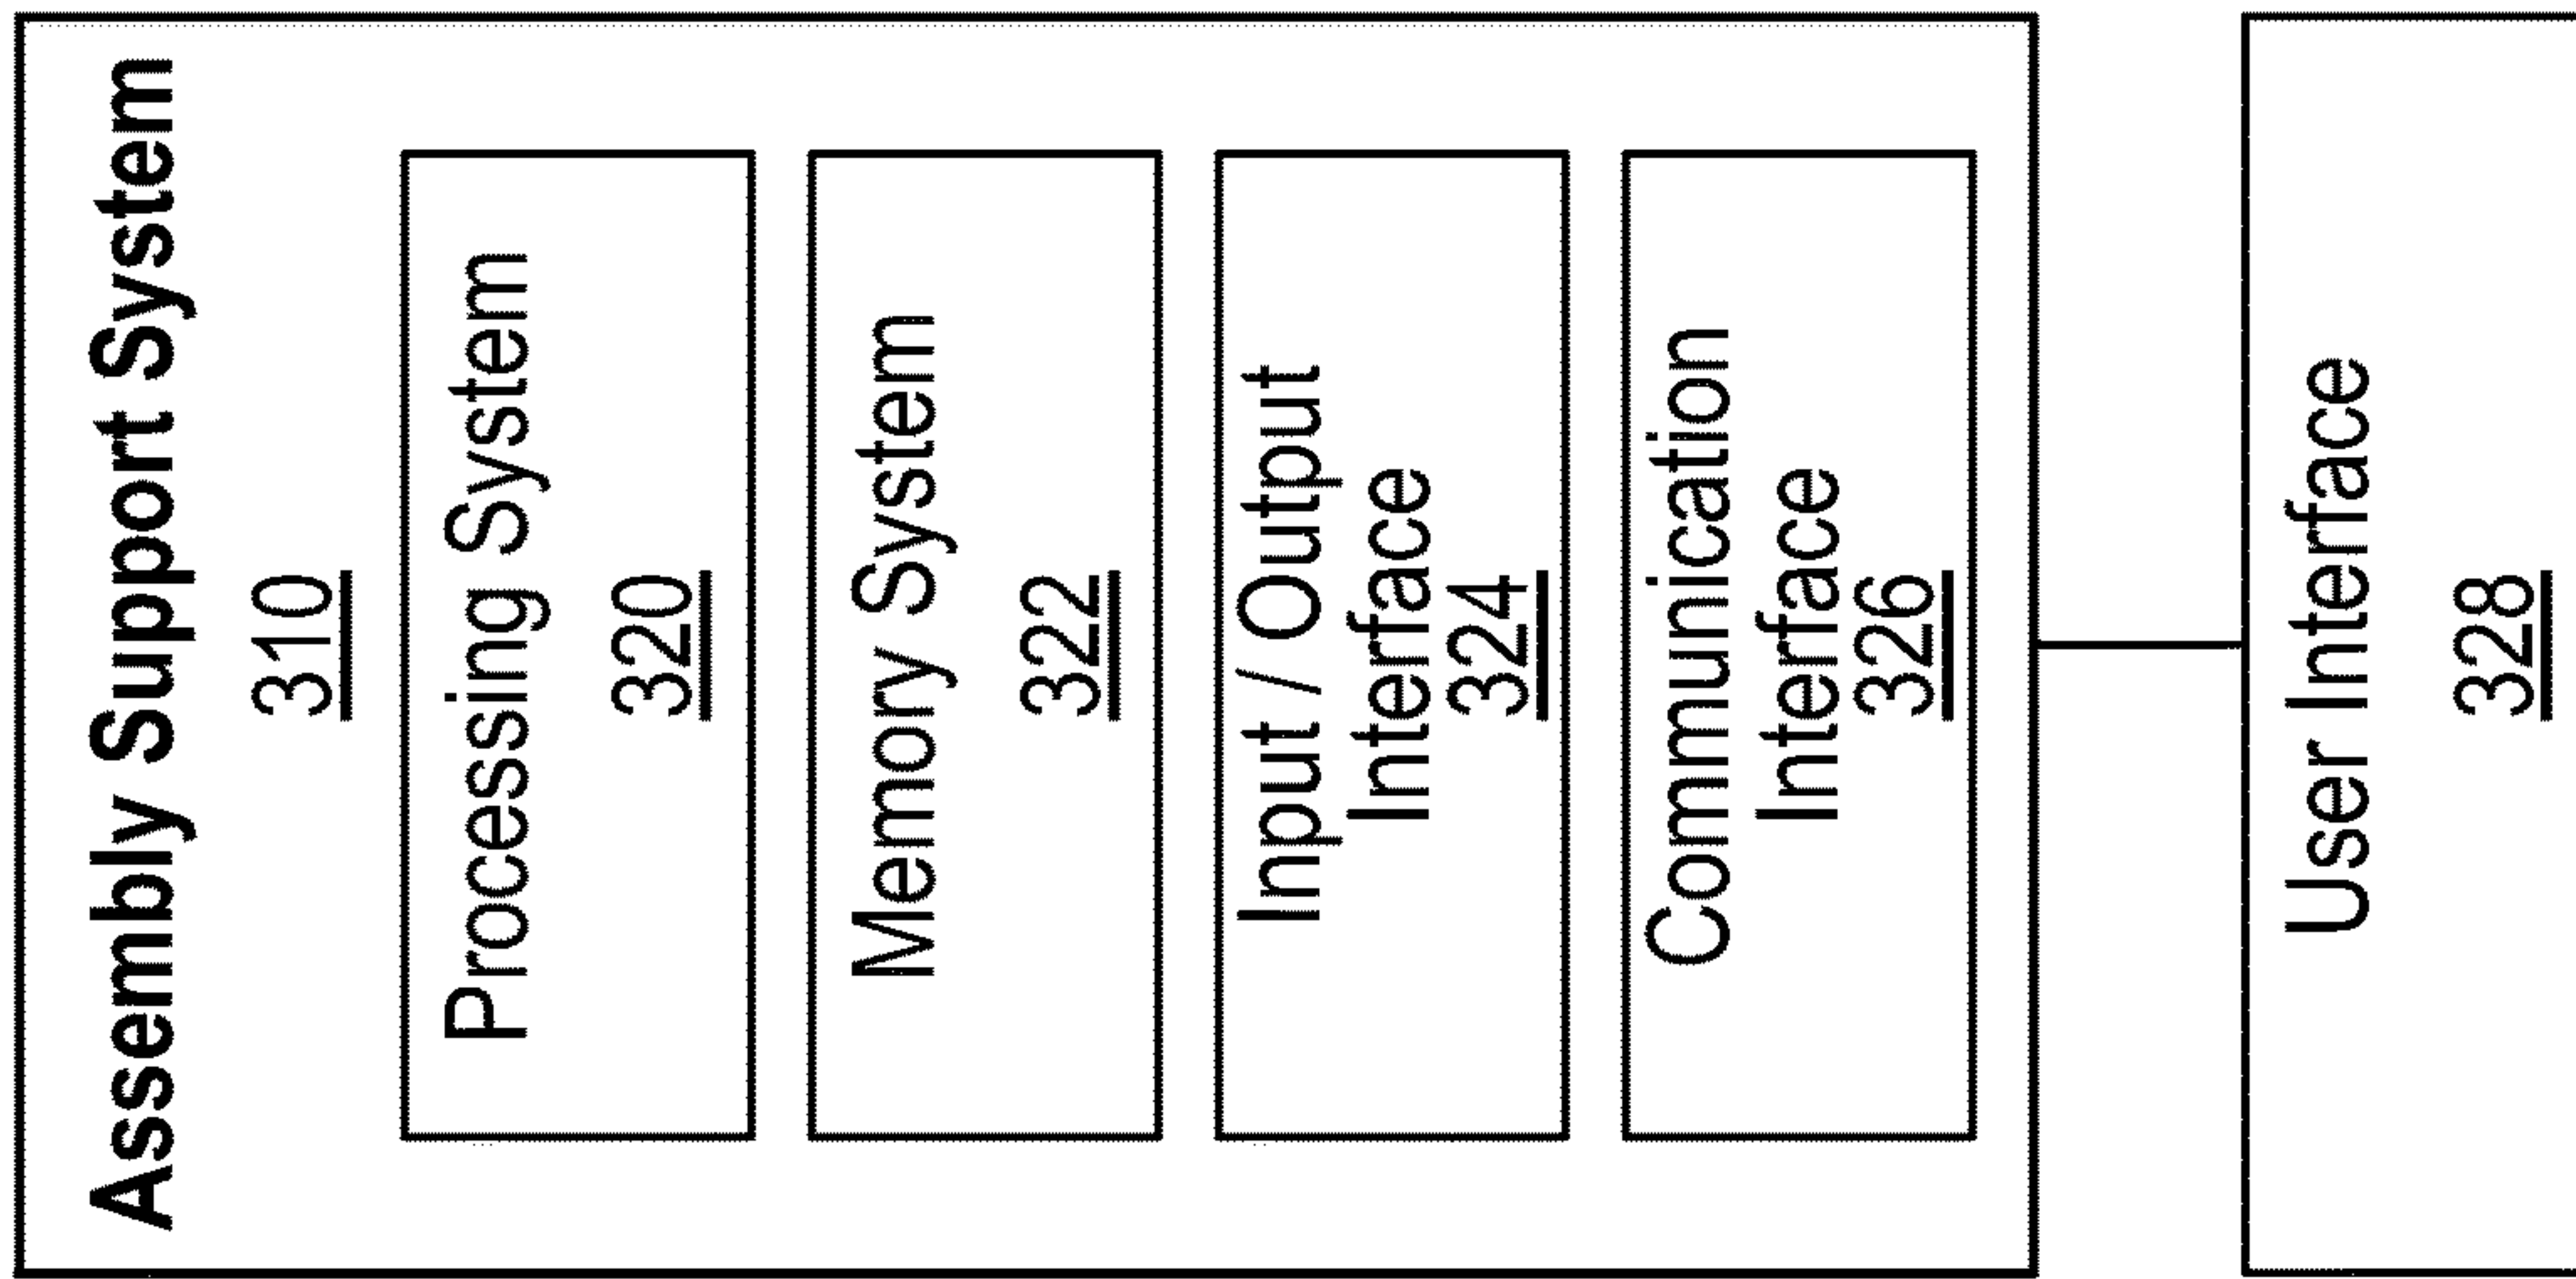 Assembly Support System
310
Processing System
320
Memory System
322
Input / Output
Interface
324
Communication
Interface
326
User Interface
328